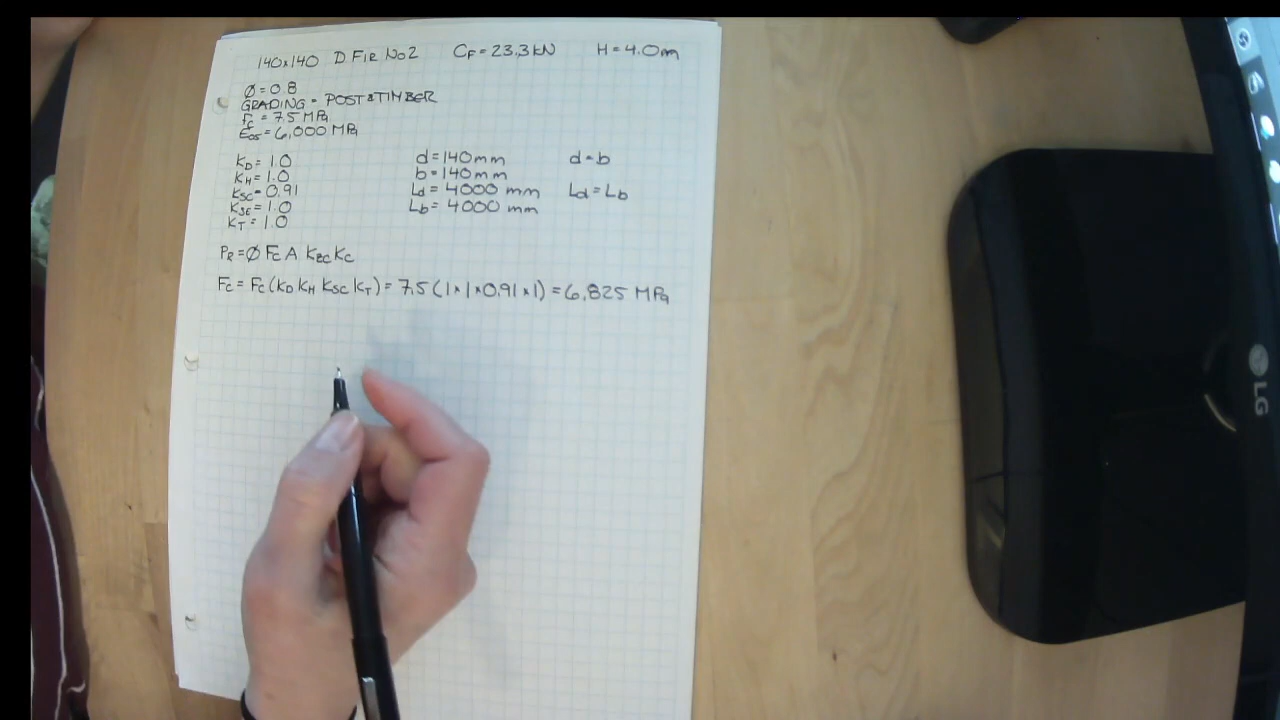 140x140 D FIR No2 CF = 23.3 kN H = 4.0m
Ø = 0.8
GRADING = POST & TIMBER
Fc = 7.5 MPa
E05 = 6,000 MPa
KD = 1.0 d = 140mm d = b
KH = 1.0 b = 140mm
KSC = 0.91 Ld = 4000 mm Ld = Lb
KSE = 1.0 Lb = 4000 mm
KT = 1.0
PR = Ø FC A KZC KC
FC = Fc (KD KH KSC KT) = 7.5 (1 x 1 x 0.91 x 1) = 6.825 MPa
LG